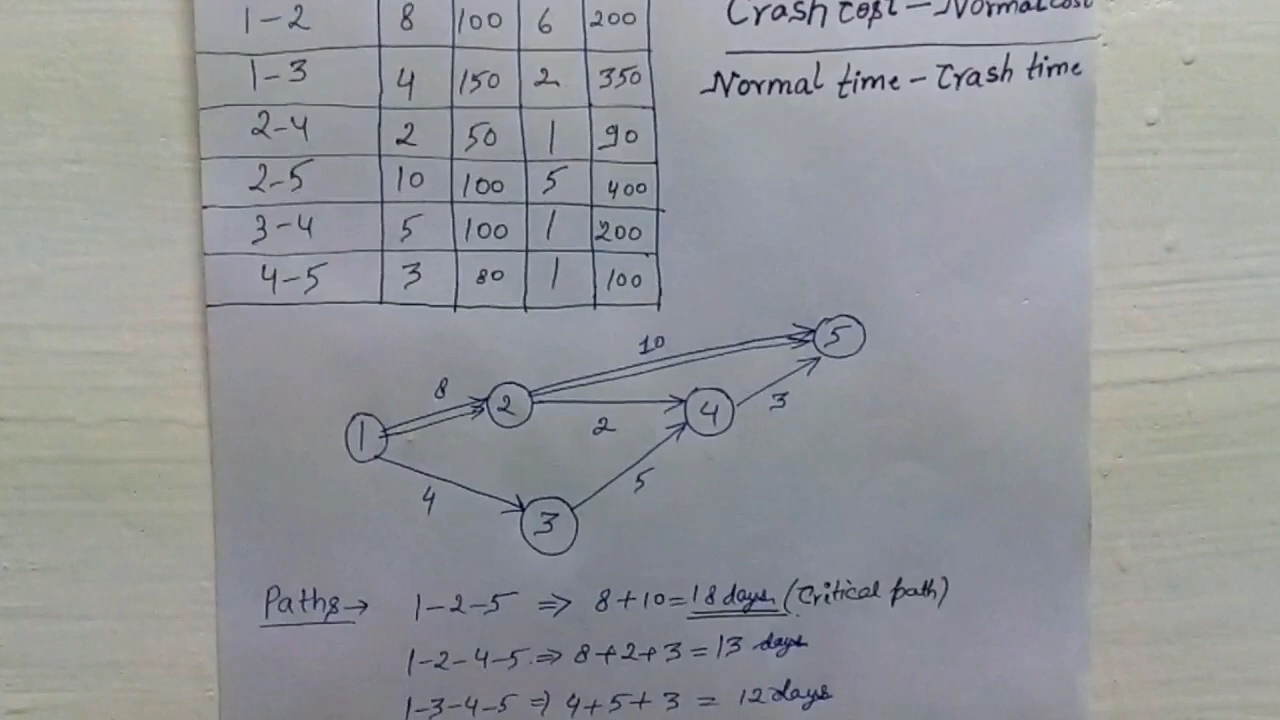 1-2 8 100 6 200
1-3 4 150 2 350
2-4 2 50 1 90
2-5 10 100 5 400
3-4 5 100 1 200
4-5 3 80 1 100
Crash cost - Normal cost
Normal time - Crash time
10
5
8
2
4
3
1
2
4
5
3
Paths → 1-2-5 ⇒ 8+10=18 days (Critical path)
1-2-4-5 ⇒ 8+2+3=13 days
1-3-4-5 ⇒ 4+5+3 = 12 days